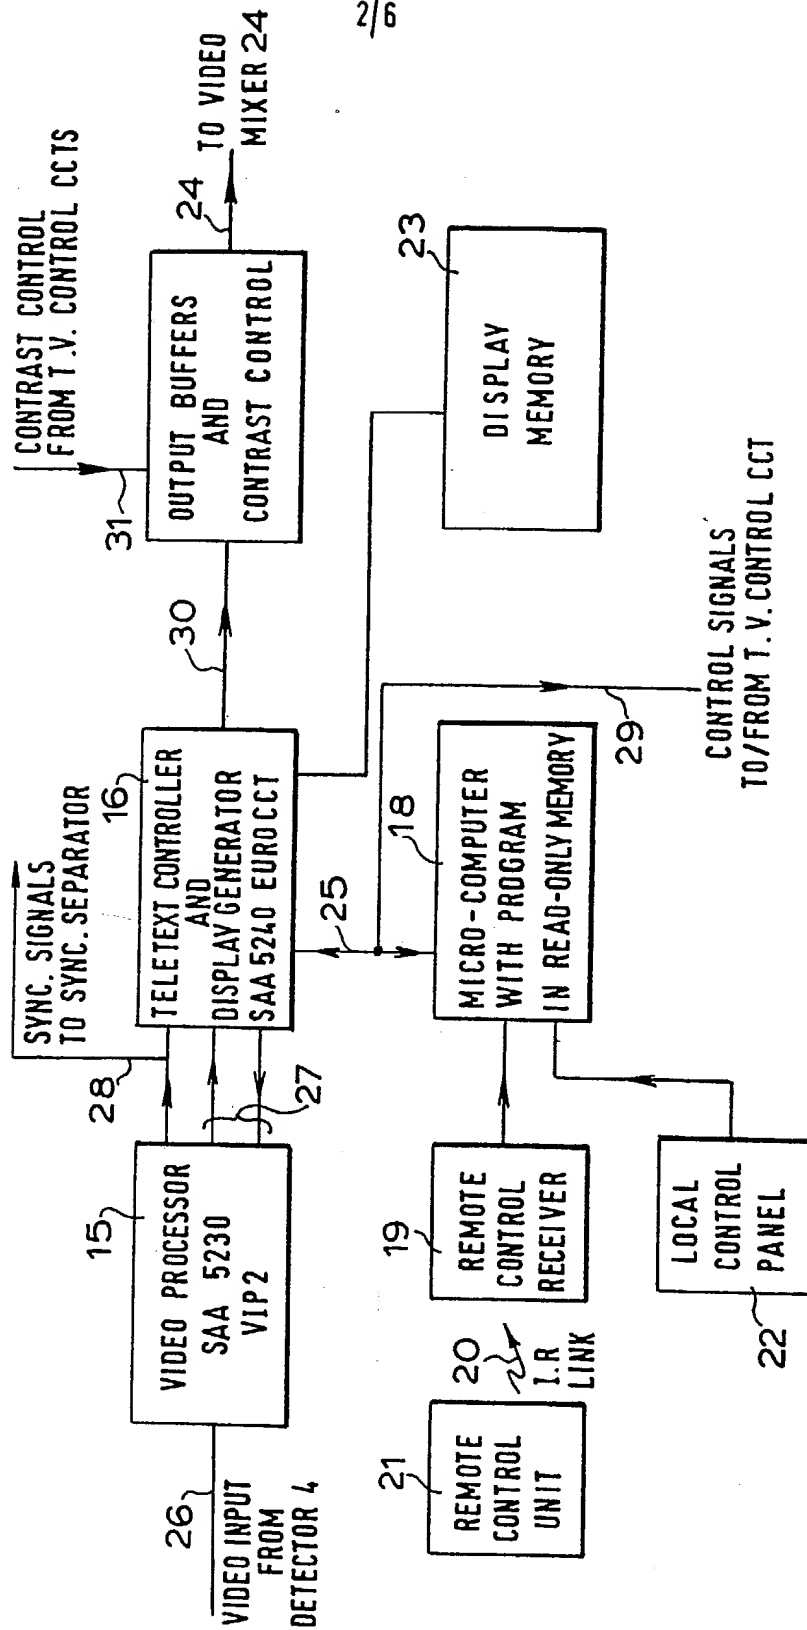 2/6
CONTRAST CONTROL
FROM T.V. CONTROL CCTS
31
24
TO VIDEO
MIXER 24
OUTPUT BUFFERS
AND
CONTRAST CONTROL
30
SYNC. SIGNALS
TO SYNC. SEPARATOR
28
16
TELETEXT CONTROLLER
AND
DISPLAY GENERATOR
SAA 5240 EUROCCT
27
15
VIDEO PROCESSOR
SAA 5230
VIP2
26
VIDEO INPUT
FROM
DETECTOR 4
23
DISPLAY
MEMORY
25
18
MICRO-COMPUTER
WITH PROGRAM
IN READ-ONLY MEMORY
29
CONTROL SIGNALS
TO/FROM T.V. CONTROL CCT
19
REMOTE
CONTROL
RECEIVER
20
I.R
LINK
21
REMOTE
CONTROL
UNIT
LOCAL
CONTROL
PANEL
22